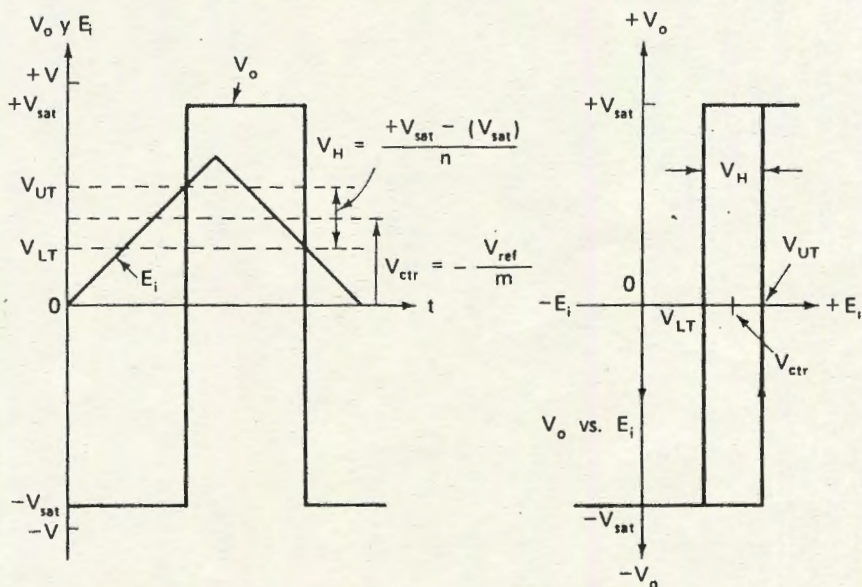 V_o y E_i
+V
+V_sat
V_o
V_H = +V_sat − (V_sat) / n
V_UT
V_LT
E_i
V_ctr = − V_ref / m
0
t
−V_sat
−V
+V_o
+V_sat
V_H
V_UT
0
−E_i
+E_i
V_LT
V_ctr
V_o vs. E_i
−V_sat
−V_o